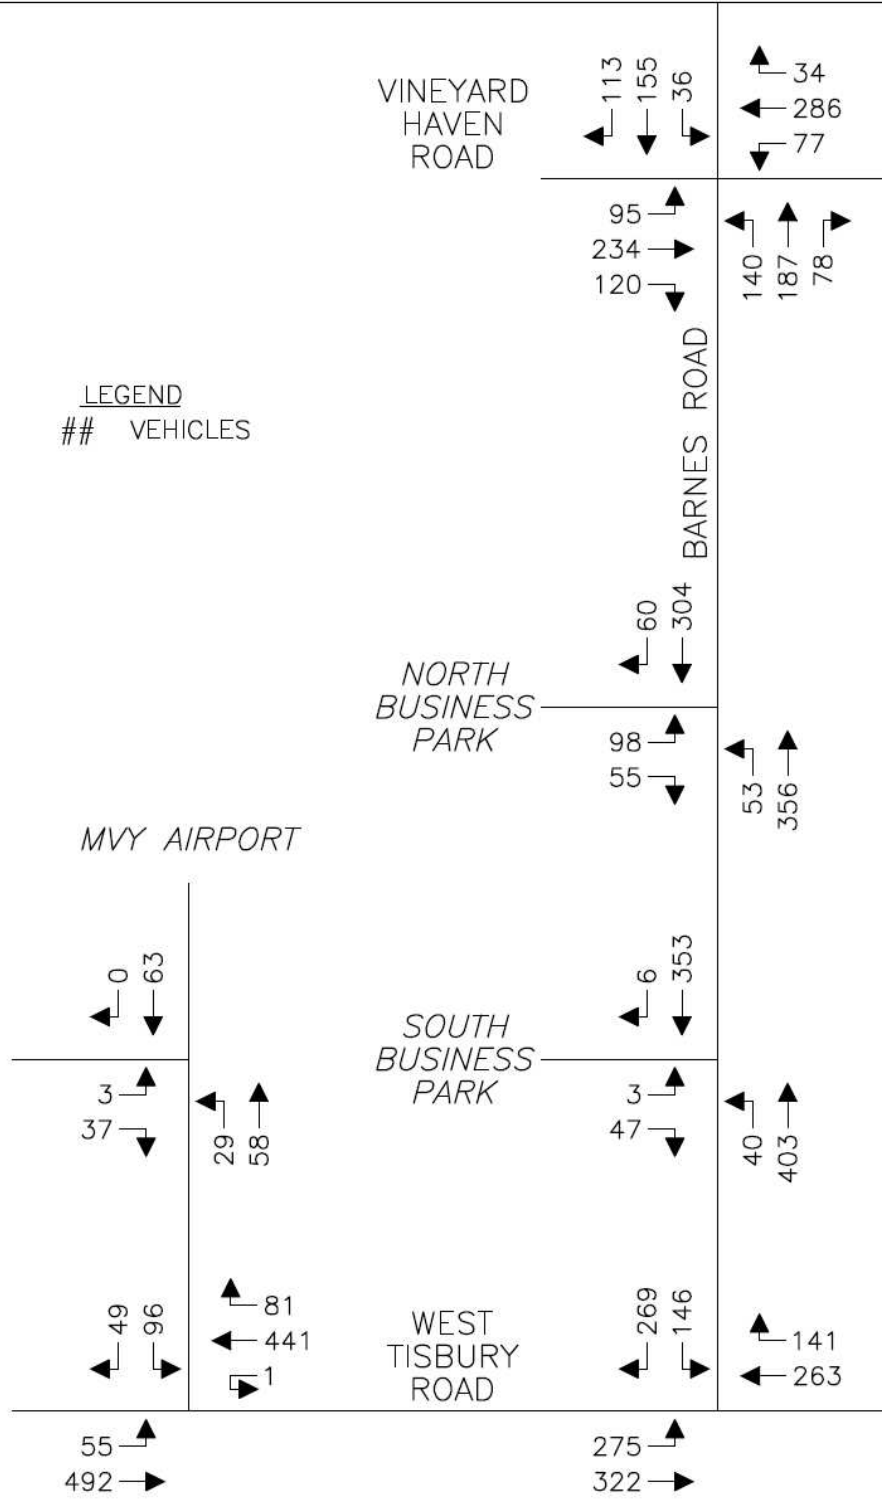 VINEYARD
HAVEN
ROAD
113
155
36
34
286
77
95
234
120
140
187
78
BARNES ROAD
LEGEND
## VEHICLES
60
304
NORTH
BUSINESS
PARK
98
55
53
356
MVY AIRPORT
0
63
3
37
29
58
6
353
SOUTH
BUSINESS
PARK
3
47
40
403
49
96
81
441
1
WEST
TISBURY
ROAD
269
146
141
263
55
492
275
322